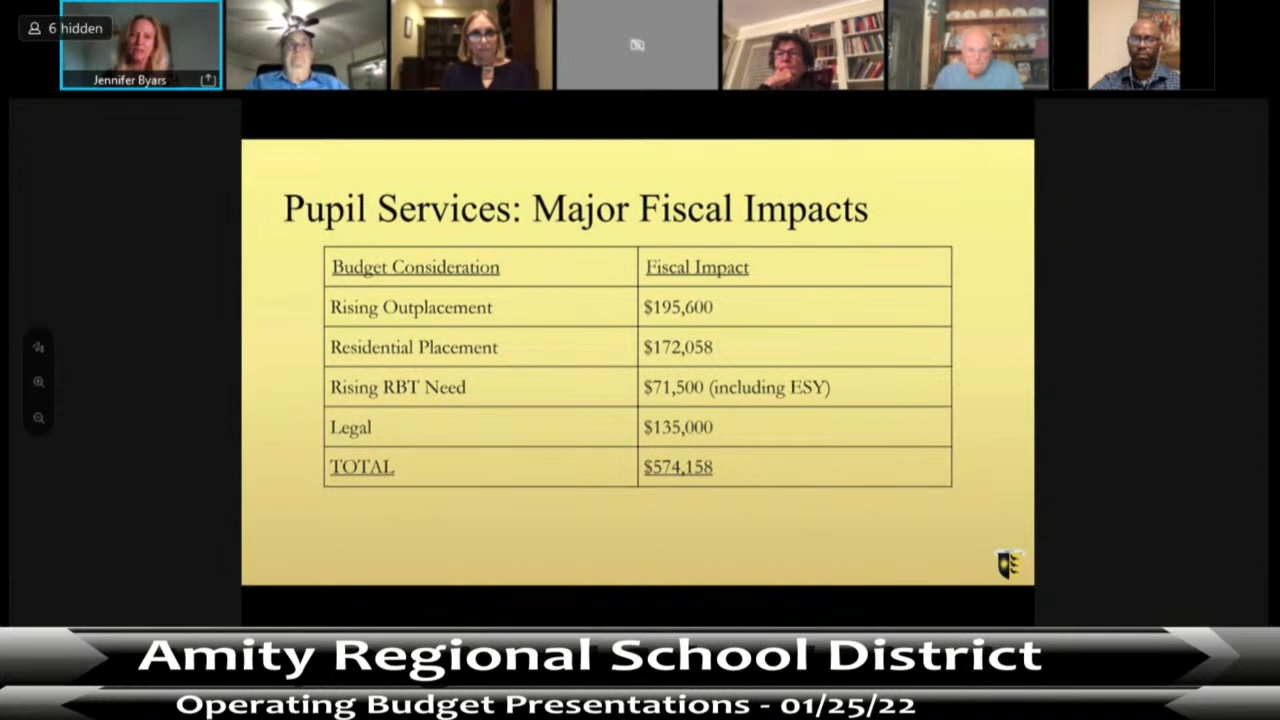 6 hidden
Jennifer Byars
Pupil Services: Major Fiscal Impacts
Budget Consideration Fiscal Impact
Rising Outplacement $195,600
Residential Placement $172,058
Rising RBT Need $71,500 (including ESY)
Legal $135,000
TOTAL $574,158
Amity Regional School District
Operating Budget Presentations - 01/25/22